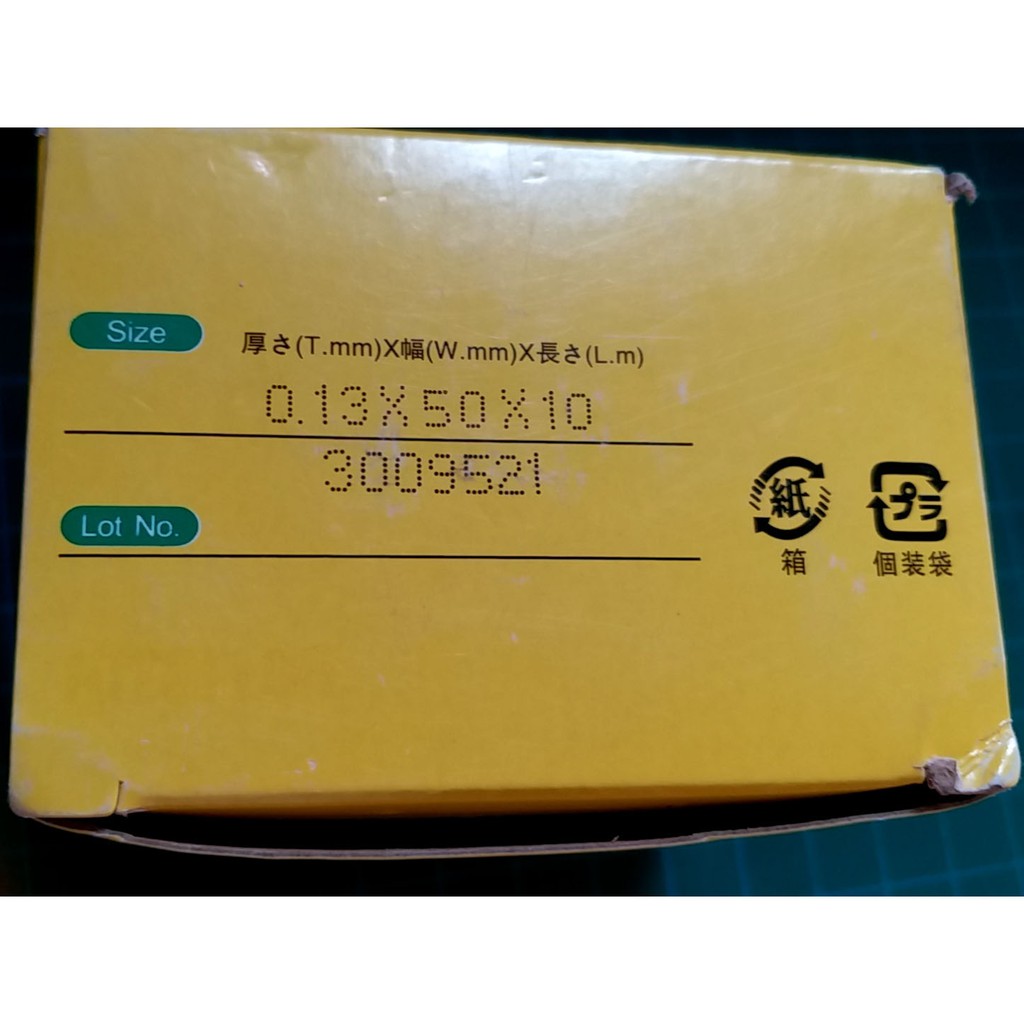 Size
厚さ(T.mm)X幅(W.mm)X長さ(L.m)
0.13X50X10
3009521
Lot No.
紙
箱
プラ
個装袋